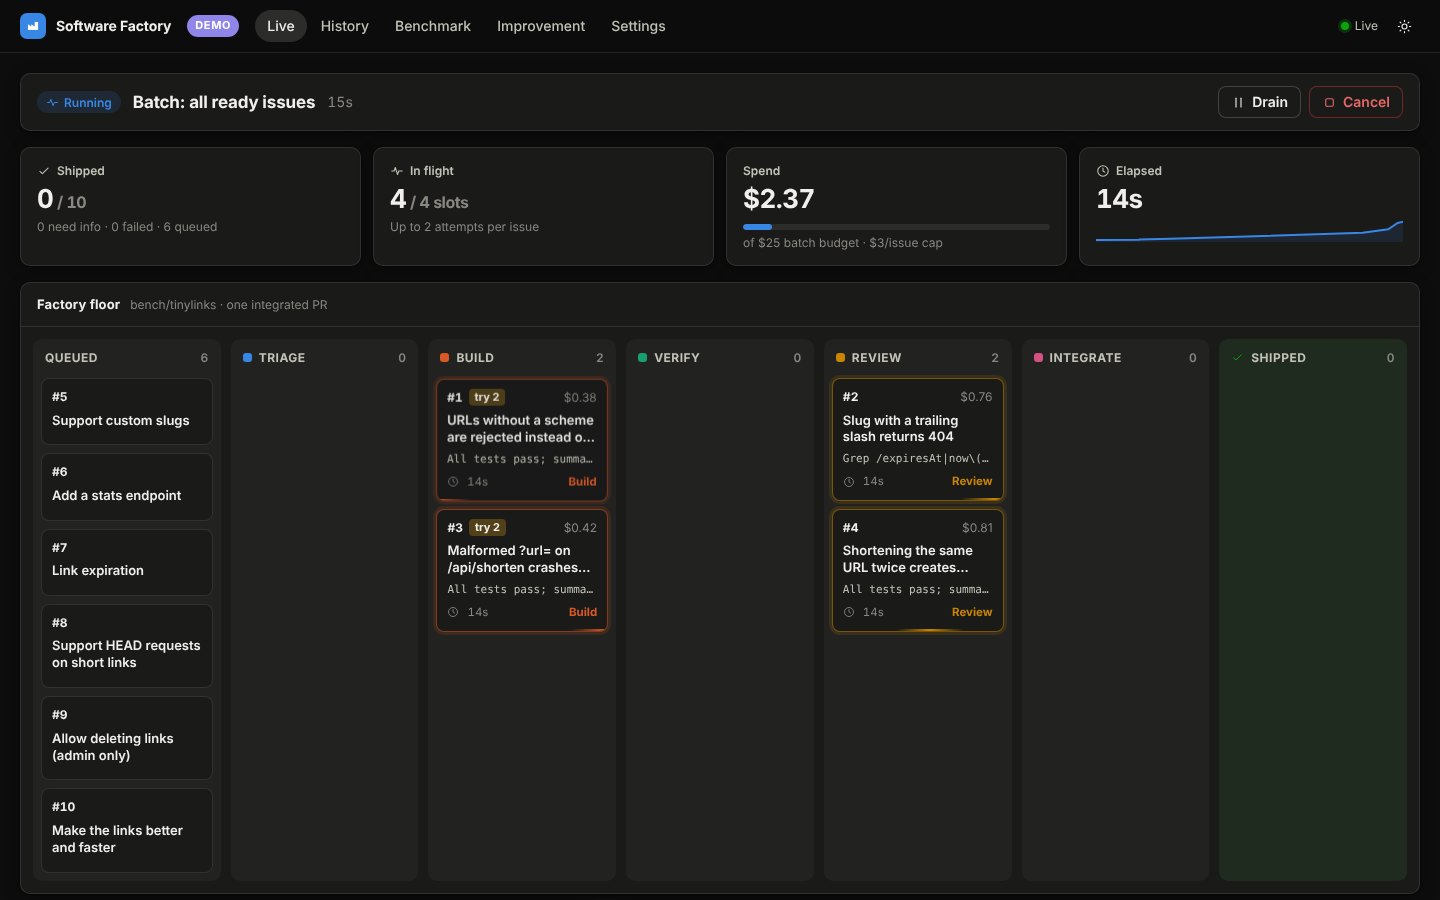 Software Factory DEMO Live History Benchmark Improvement Settings Live
Running Batch: all ready issues 15s Drain Cancel
Shipped
0 / 10
0 need info · 0 failed · 6 queued
In flight
4 / 4 slots
Up to 2 attempts per issue
Spend
$2.37
of $25 batch budget · $3/issue cap
Elapsed
14s
Factory floor bench/tinylinks · one integrated PR
QUEUED 6
#5
Support custom slugs
#6
Add a stats endpoint
#7
Link expiration
#8
Support HEAD requests
on short links
#9
Allow deleting links
(admin only)
#10
Make the links better
and faster
TRIAGE 0
BUILD 2
#1 try 2 $0.38
URLs without a scheme
are rejected instead o…
All tests pass; summa…
14s Build
#3 try 2 $0.42
Malformed ?url= on
/api/shorten crashes…
All tests pass; summa…
14s Build
VERIFY 0
REVIEW 2
#2 $0.76
Slug with a trailing
slash returns 404
Grep /expiresAt|now\(…
14s Review
#4 $0.81
Shortening the same
URL twice creates…
All tests pass; summa…
14s Review
INTEGRATE 0
SHIPPED 0